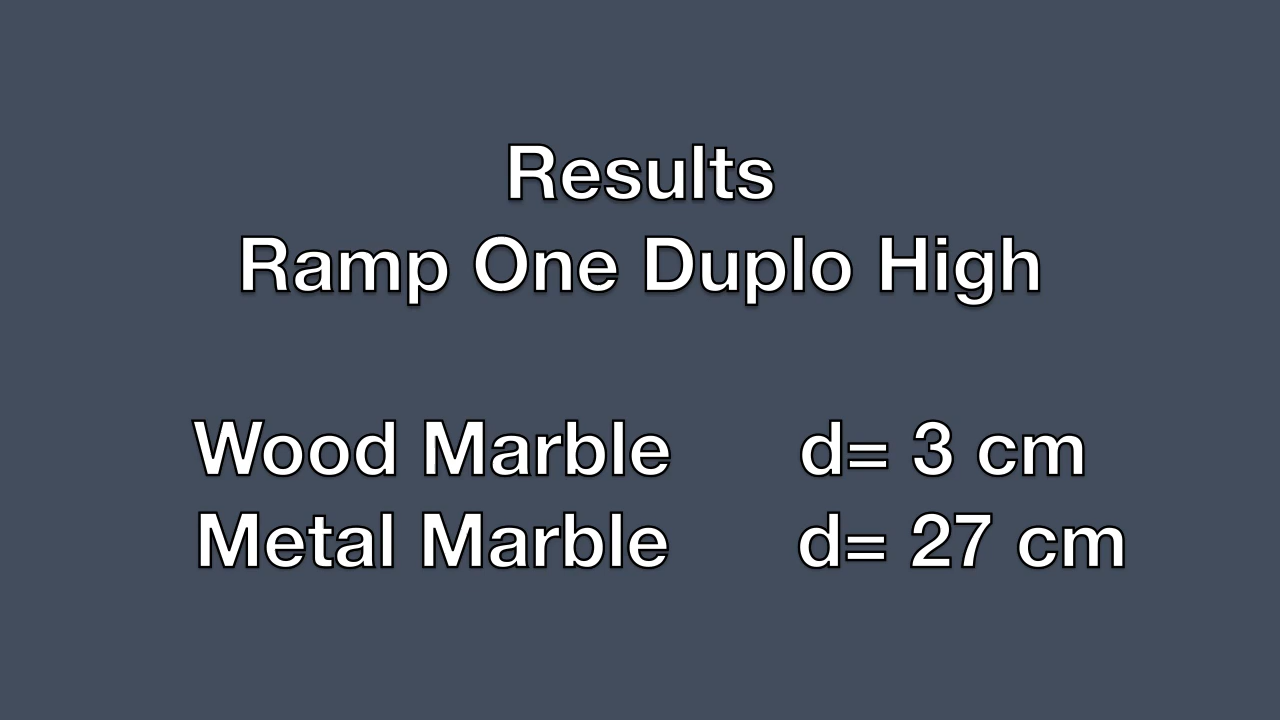 Results
Ramp One Duplo High
Wood Marble d= 3 cm
Metal Marble d= 27 cm